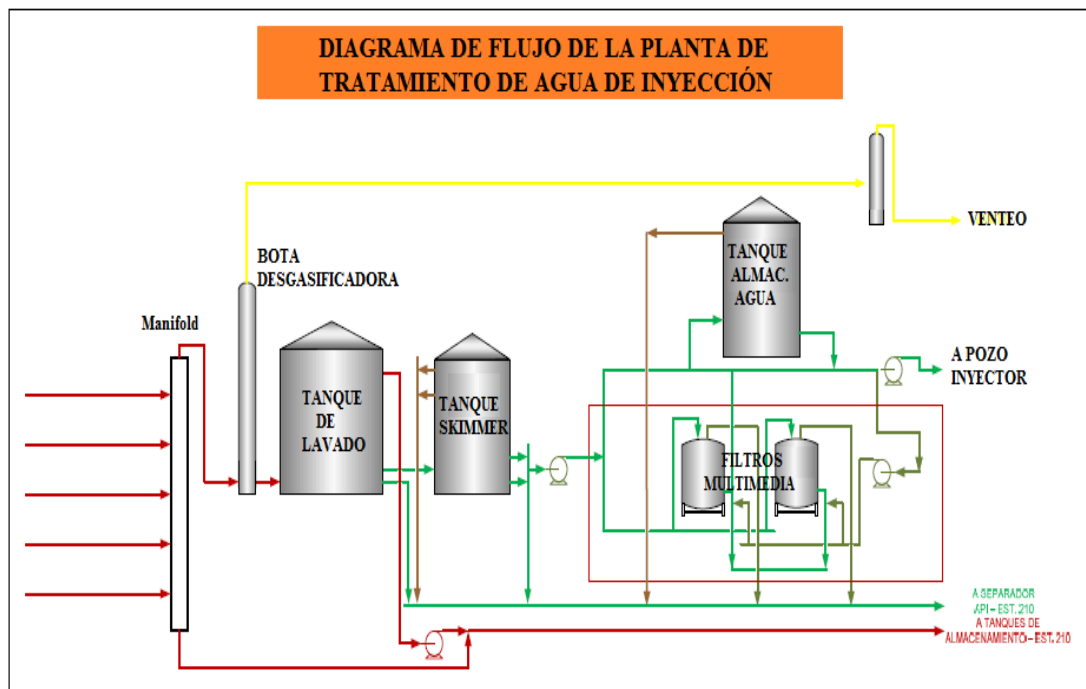 DIAGRAMA DE FLUJO DE LA PLANTA DE
TRATAMIENTO DE AGUA DE INYECCIÓN
VENTEO
BOTA
DESGASIFICADORA
TANQUE
ALMAC.
AGUA
Manifold
A POZO
INYECTOR
TANQUE
DE
LAVADO
TANQUE
SKIMMER
FILTROS
MULTIMEDIA
A SEPARADOR
API – EST. 210
A TANQUES DE
ALMACENAMIENTO – EST. 210